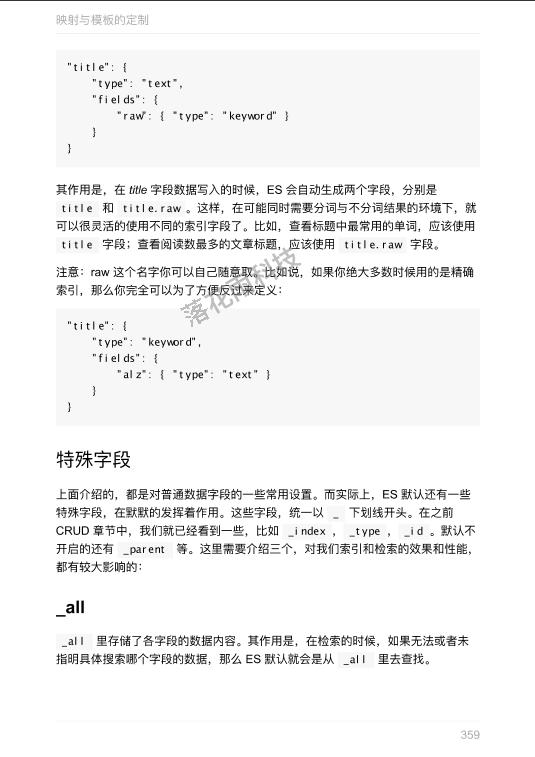 映射与模板的定制
"title": {
    "type": "text",
    "fields": {
        "raw": { "type": "keyword" }
    }
}
其作用是，在 title 字段数据写入的时候，ES 会自动生成两个字段，分别是
title 和 title.raw 。这样，在可能同时需要分词与不分词结果的环境下，就
可以很灵活的使用不同的索引字段了。比如，查看标题中最常用的单词，应该使用
title 字段；查看阅读数最多的文章标题，应该使用 title.raw 字段。
注意：raw 这个名字你可以自己随意取。比如说，如果你绝大多数时候用的是精确
索引，那么你完全可以为了方便反过来定义：
落花雨科技
"title": {
    "type": "keyword",
    "fields": {
        "alz": { "type": "text" }
    }
}
特殊字段
上面介绍的，都是对普通数据字段的一些常用设置。而实际上，ES 默认还有一些
特殊字段，在默默的发挥着作用。这些字段，统一以 _ 下划线开头。在之前
CRUD 章节中，我们就已经看到一些，比如 _index ， _type ， _id 。默认不
开启的还有 _parent 等。这里需要介绍三个，对我们索引和检索的效果和性能，
都有较大影响的：
_all
_all 里存储了各字段的数据内容。其作用是，在检索的时候，如果无法或者未
指明具体搜索哪个字段的数据，那么 ES 默认就会是从 _all 里去查找。
359